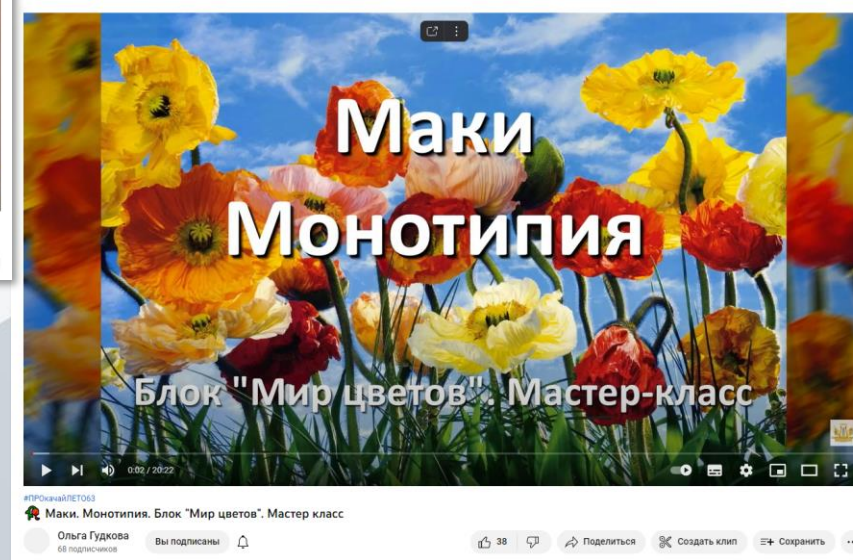 Маки
Монотипия
Блок "Мир цветов". Мастер-класс
0:02 / 20:22
#ПРОкачайЛЕТО63
Маки. Монотипия. Блок "Мир цветов". Мастер класс
Ольга Гудкова
68 подписчиков
Вы подписаны
38
Поделиться
Создать клип
Сохранить